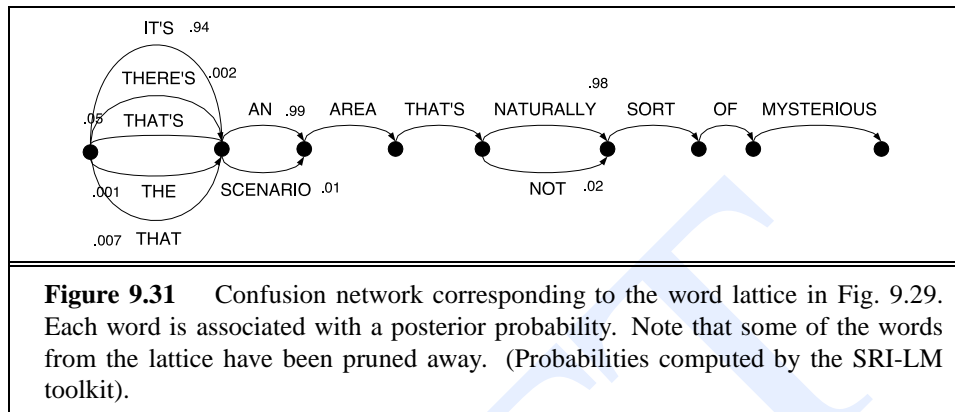 IT'S .94
THERE'S .002
.98
AN .99 AREA THAT'S NATURALLY SORT OF MYSTERIOUS
.05 THAT'S
.001 THE SCENARIO .01 NOT .02
.007 THAT
Figure 9.31 Confusion network corresponding to the word lattice in Fig. 9.29.
Each word is associated with a posterior probability. Note that some of the words
from the lattice have been pruned away. (Probabilities computed by the SRI-LM
toolkit).